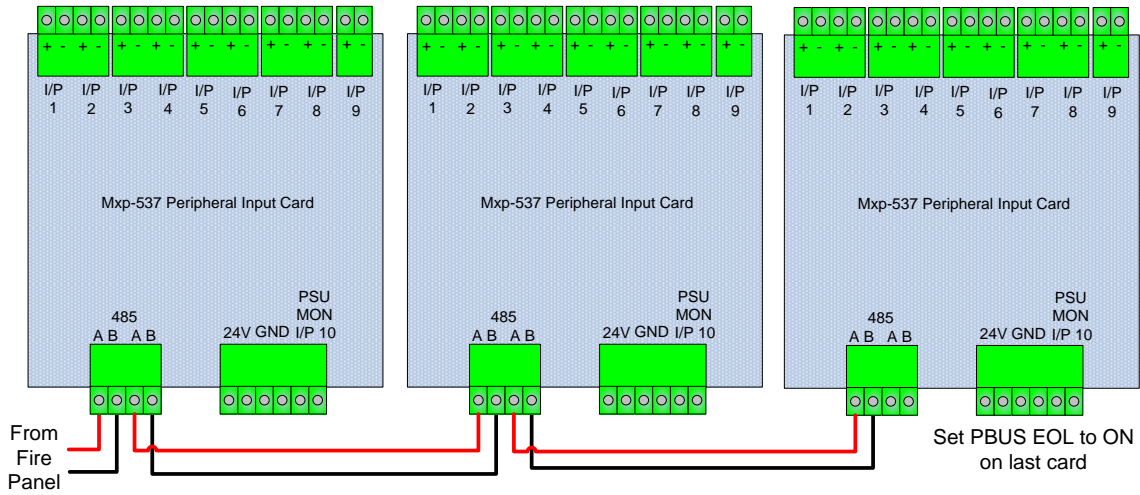 + - + - + - + - + - + - + - + - + -
I/P 1 I/P 2 I/P 3 I/P 4 I/P 5 I/P 6 I/P 7 I/P 8 I/P 9
Mxp-537 Peripheral Input Card
485
A B A B
PSU
MON
24V GND I/P 10
+ - + - + - + - + - + - + - + - + -
I/P 1 I/P 2 I/P 3 I/P 4 I/P 5 I/P 6 I/P 7 I/P 8 I/P 9
Mxp-537 Peripheral Input Card
485
A B A B
PSU
MON
24V GND I/P 10
+ - + - + - + - + - + - + - + - + -
I/P 1 I/P 2 I/P 3 I/P 4 I/P 5 I/P 6 I/P 7 I/P 8 I/P 9
Mxp-537 Peripheral Input Card
485
A B A B
PSU
MON
24V GND I/P 10
From
Fire
Panel
Set PBUS EOL to ON
on last card